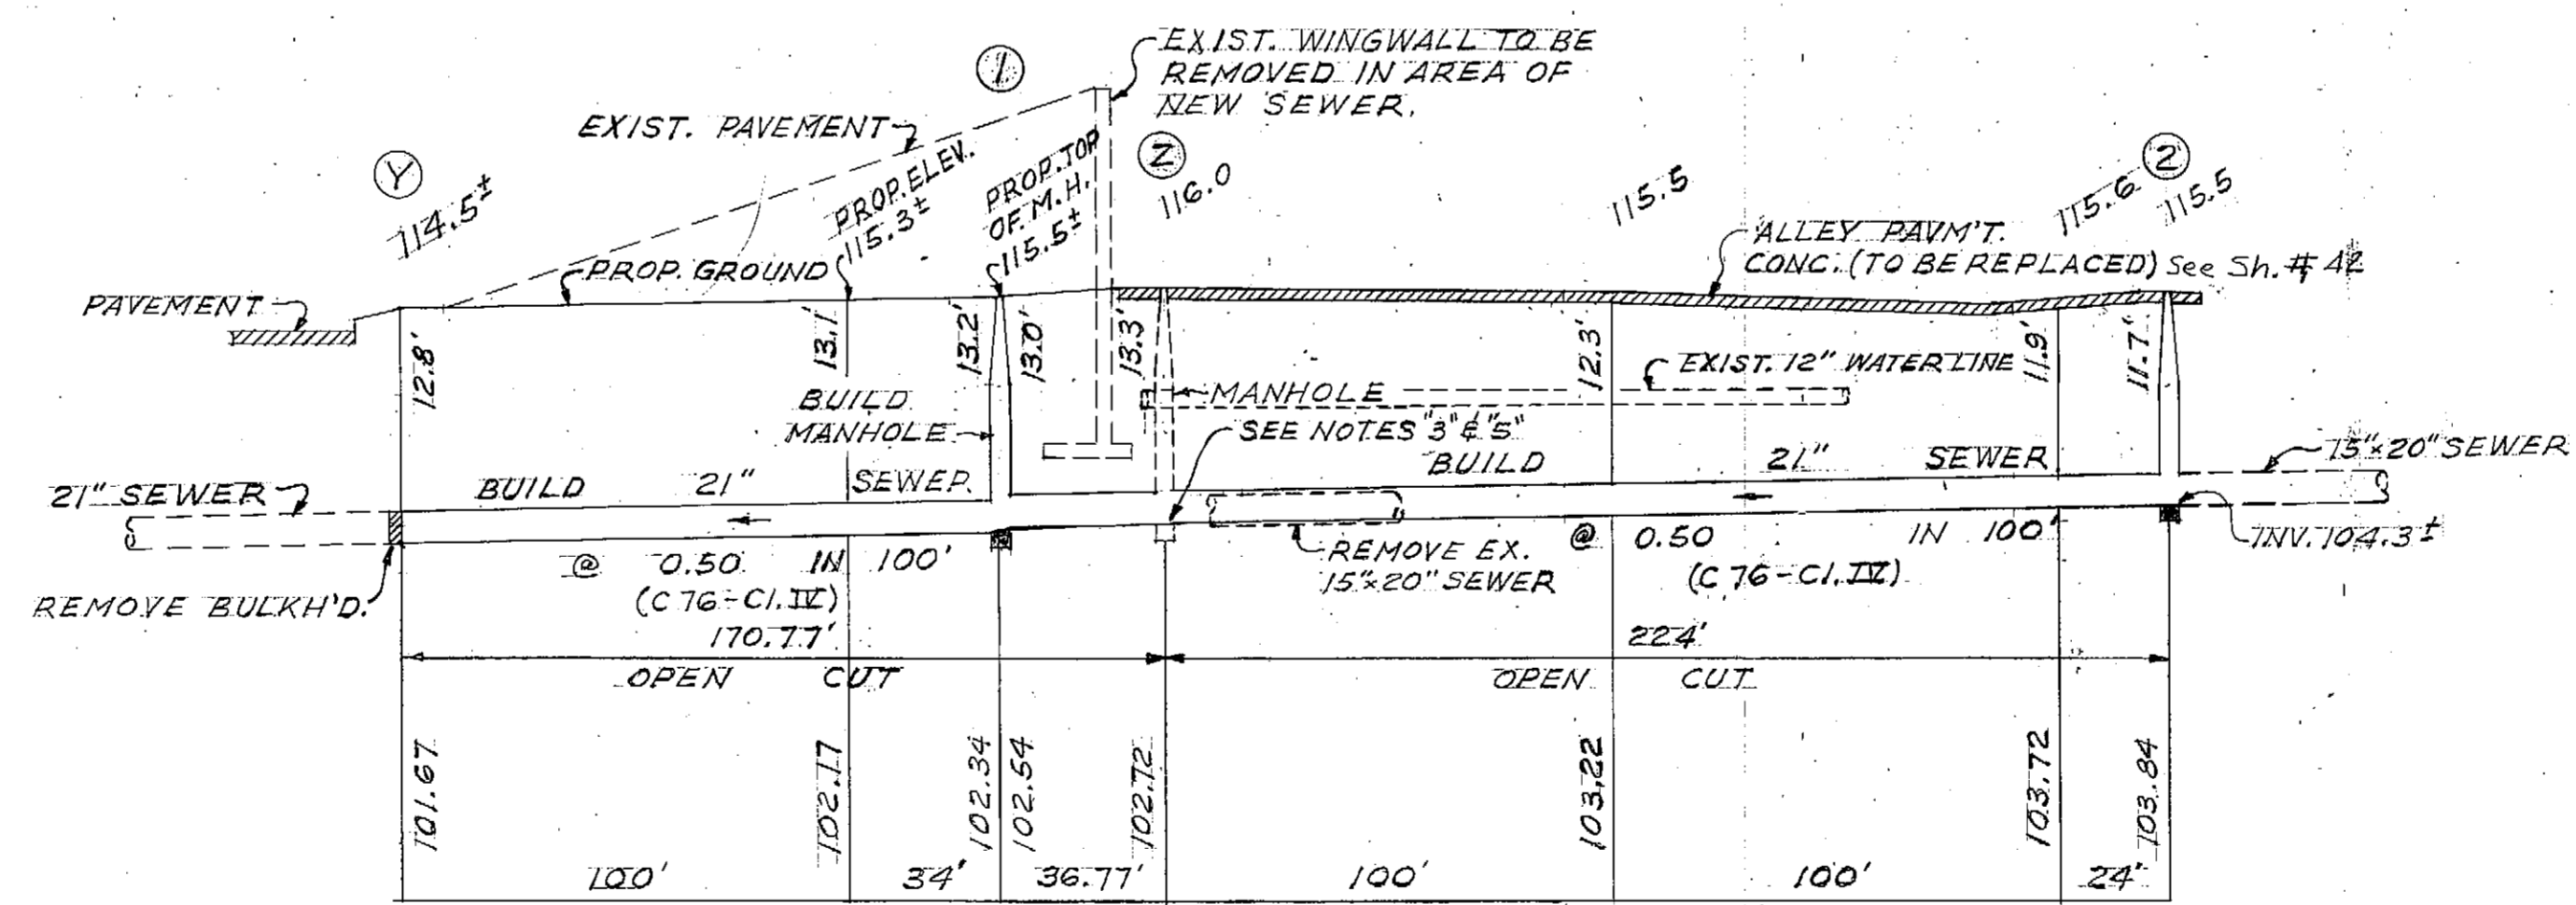 EXIST. WINGWALL TO BE
REMOVED IN AREA OF
NEW SEWER.
1
EXIST. PAVEMENT
Y
114.5±
PROP. ELEV.
115.3±
PROP. TOP
OF M.H.
115.5±
Z
116.0
115.5
115.6
2
115.5
ALLEY PAVM'T.
CONC. (TO BE REPLACED) See Sh. # 42
PROP. GROUND
PAVEMENT
12.8'
13.1'
13.2'
13.0'
13.3'
12.3'
11.9'
11.7'
EXIST. 12" WATERLINE
BUILD
MANHOLE
MANHOLE
SEE NOTES "3" & "5"
15"x20" SEWER
21" SEWER
BUILD 21" SEWER
BUILD 21" SEWER
REMOVE EX.
15"x20" SEWER
INV. 104.3±
REMOVE BULKH'D.
@ 0.50 IN 100'
(C 76-Cl. IV)
170.77'
OPEN CUT
@ 0.50 IN 100'
(C 76-Cl. IV)
224'
OPEN CUT
101.67
102.17
102.34
102.54
102.72
103.22
103.72
103.84
100'
34'
36.77'
100'
100'
24'